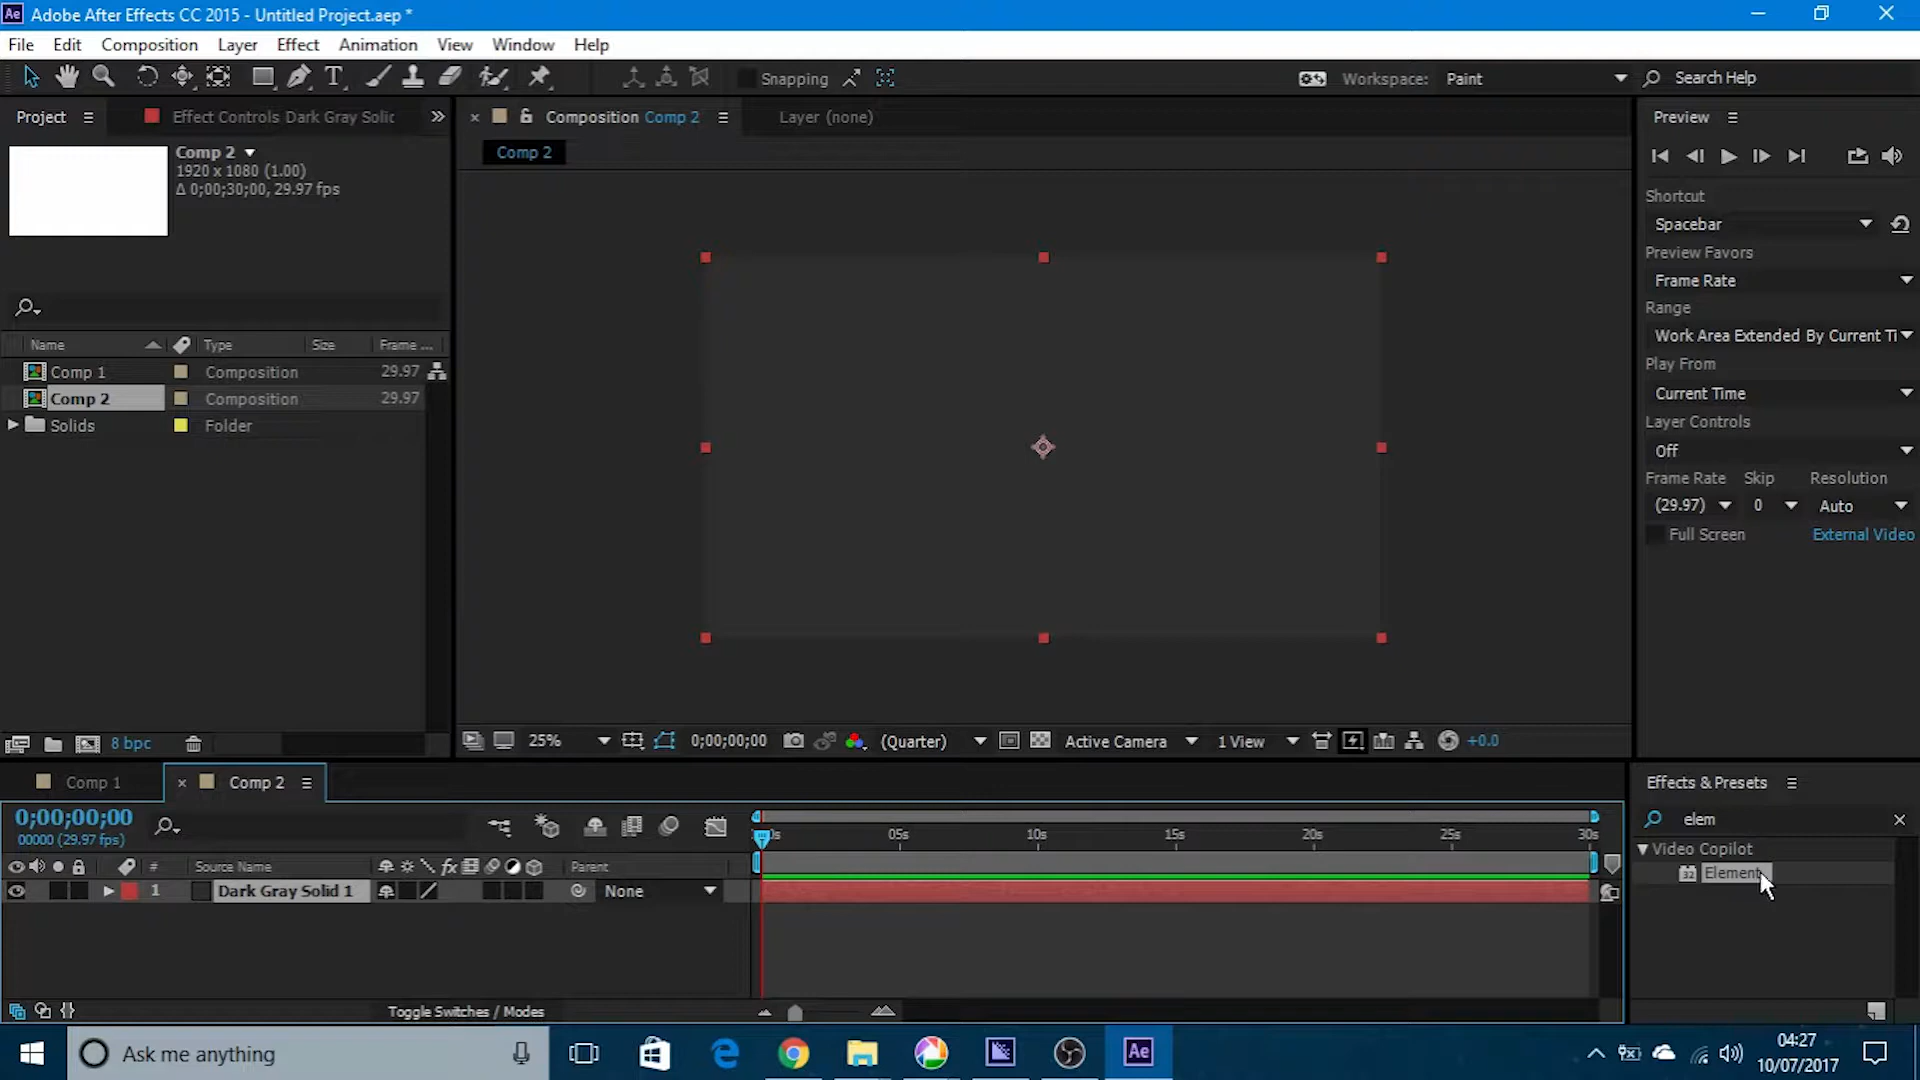 Ae Adobe After Effects CC 2015 - Untitled Project.aep *
File Edit Composition Layer Effect Animation View Window Help
Snapping Workspace: Paint Search Help
Project Effect Controls Dark Gray Solic
Composition Comp 2 Layer (none)
Preview
Comp 2
1920 x 1080 (1.00)
Δ 0;00;30;00, 29.97 fps
Comp 2
Shortcut
Spacebar
Preview Favors
Frame Rate
Range
Work Area Extended By Current Ti
Play From
Current Time
Layer Controls
Off
Frame Rate Skip Resolution
(29.97) 0 Auto
Full Screen External Video
Name Type Size Frame ...
Comp 1 Composition 29.97
Comp 2 Composition 29.97
Solids Folder
8 bpc
25% 0;00;00;00 (Quarter) Active Camera 1 View +0.0
Comp 1 Comp 2
Effects & Presets
0;00;00;00
00000 (29.97 fps)
elem
05s 10s 15s 20s 25s 30s
Video Copilot
32 Element
# Source Name fx Parent
1 Dark Gray Solid 1 None
Toggle Switches / Modes
Ask me anything
Ae
04:27
10/07/2017